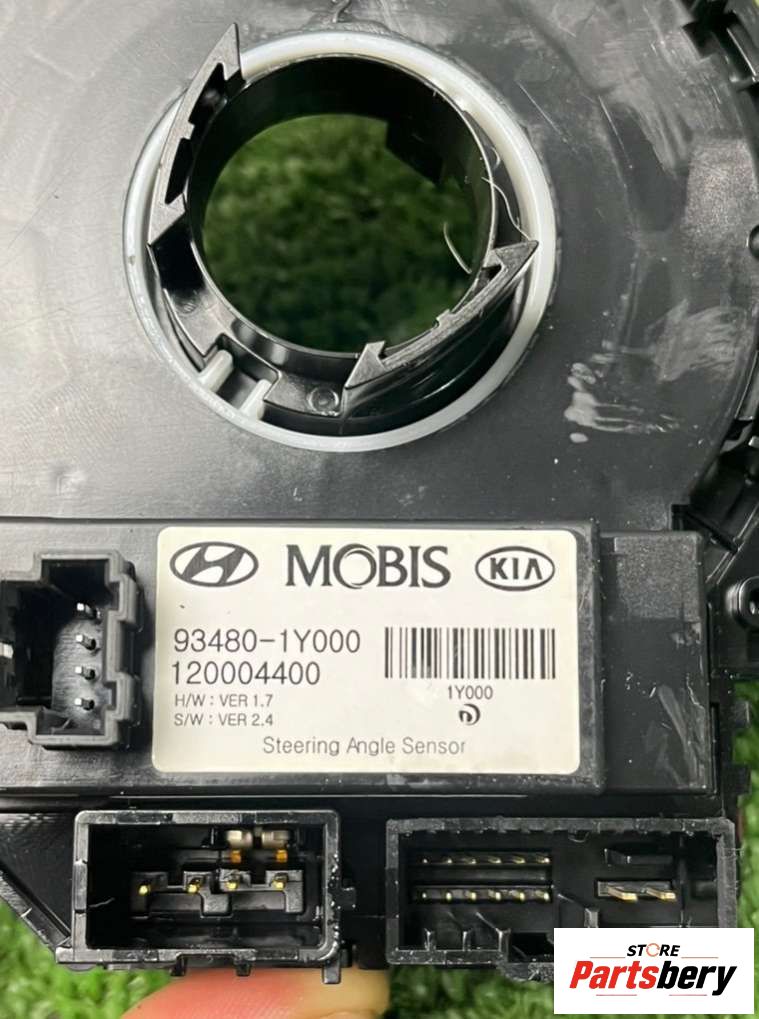 MOBIS KIA
93480-1Y000
120004400
1Y000
H/W : VER 1.7
S/W : VER 2.4
Steering Angle Sensor
STORE
Partsbery